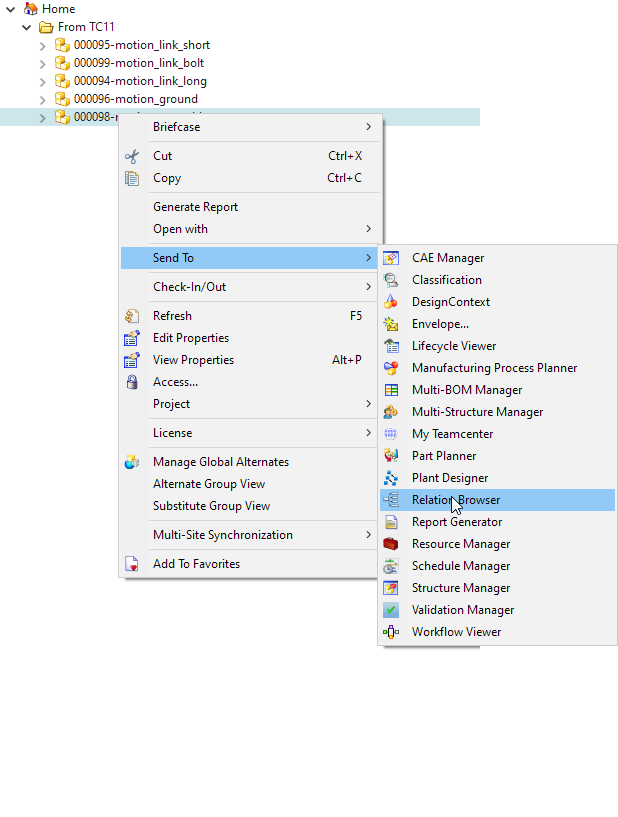 Home
From TC11
000095-motion_link_short
000099-motion_link_bolt
000094-motion_link_long
000096-motion_ground
000098-
Briefcase
Cut Ctrl+X
Copy Ctrl+C
Generate Report
Open with
Send To
Check-In/Out
Refresh F5
Edit Properties
View Properties Alt+P
Access...
Project
License
Manage Global Alternates
Alternate Group View
Substitute Group View
Multi-Site Synchronization
Add To Favorites
CAE Manager
Classification
DesignContext
Envelope...
Lifecycle Viewer
Manufacturing Process Planner
Multi-BOM Manager
Multi-Structure Manager
My Teamcenter
Part Planner
Plant Designer
Relation Browser
Report Generator
Resource Manager
Schedule Manager
Structure Manager
Validation Manager
Workflow Viewer